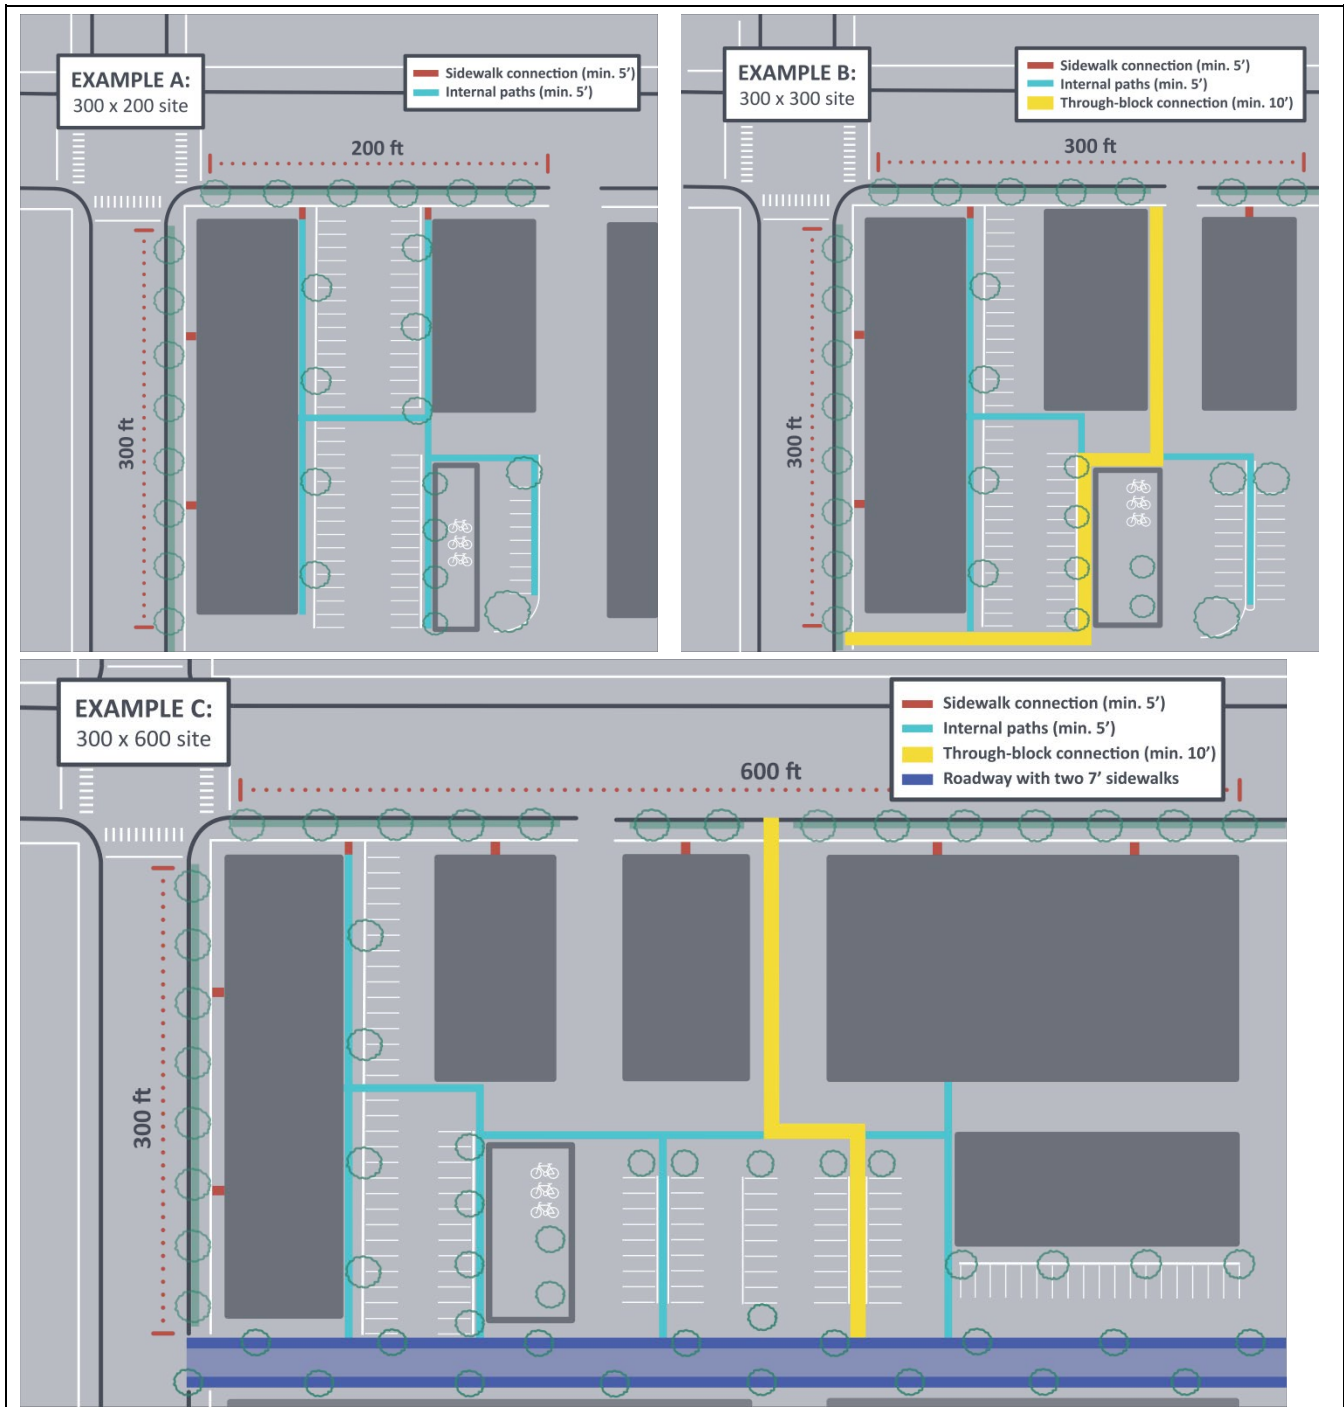 EXAMPLE A:
300 x 200 site
Sidewalk connection (min. 5’)
Internal paths (min. 5’)
200 ft
300 ft
EXAMPLE B:
300 x 300 site
Sidewalk connection (min. 5’)
Internal paths (min. 5’)
Through-block connection (min. 10’)
300 ft
300 ft
EXAMPLE C:
300 x 600 site
Sidewalk connection (min. 5’)
Internal paths (min. 5’)
Through-block connection (min. 10’)
Roadway with two 7’ sidewalks
600 ft
300 ft